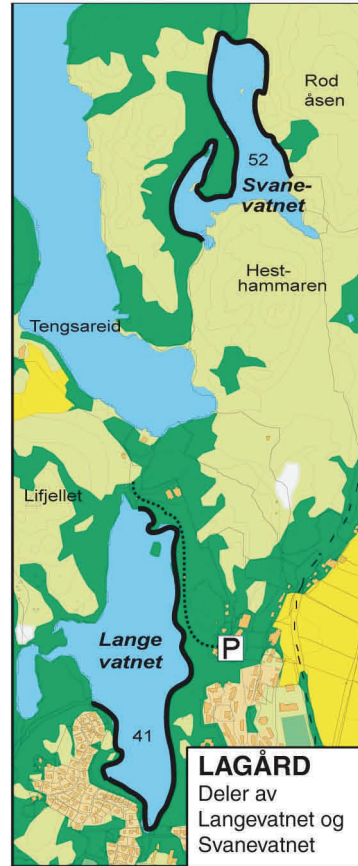 Rod
åsen
52
Svane-
vatnet
Hest-
hammaren
Tengsareid
Lifjellet
Lange
vatnet
P
41
LAGÅRD
Deler av
Langevatnet og
Svanevatnet